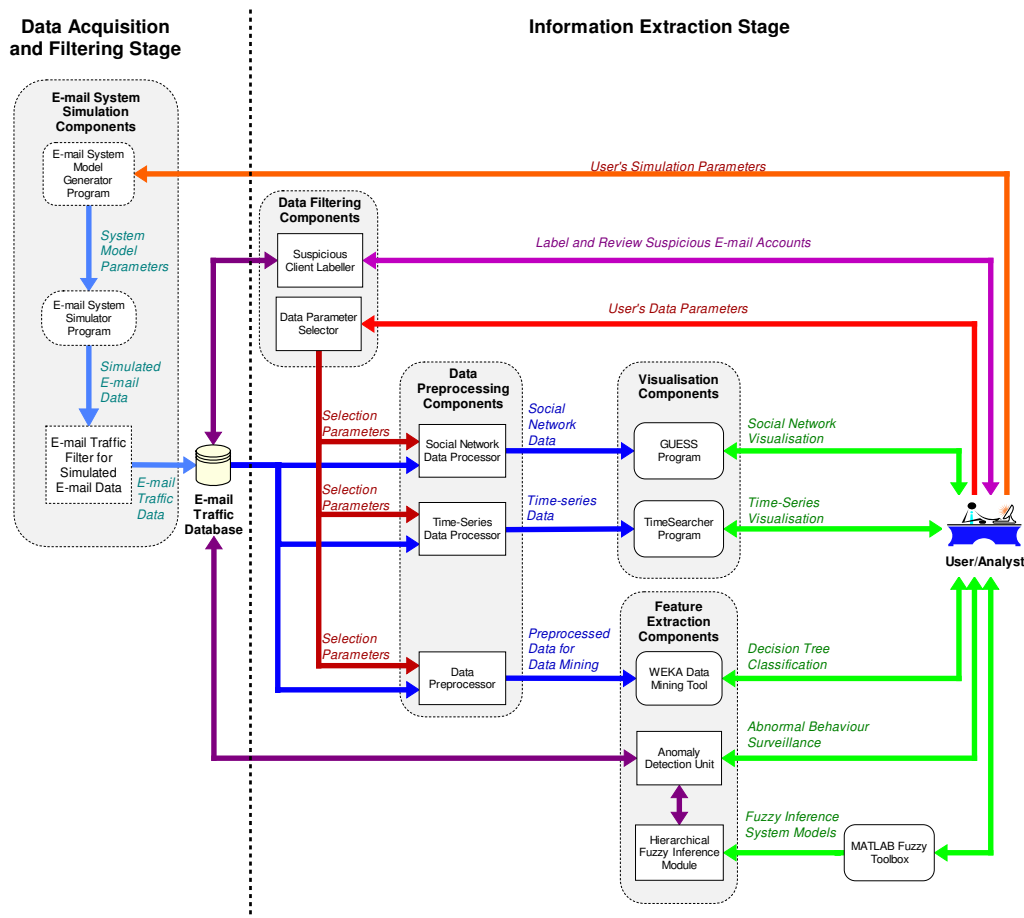 Data Acquisition
and Filtering Stage
Information Extraction Stage
E-mail System
Simulation
Components
E-mail System
Model
Generator
Program
System
Model
Parameters
E-mail System
Simulator
Program
Simulated
E-mail
Data
E-mail Traffic
Filter for
Simulated
E-mail Data
E-mail
Traffic
Data
E-mail
Traffic
Database
User's Simulation Parameters
Data Filtering
Components
Suspicious
Client Labeller
Label and Review Suspicious E-mail Accounts
Data Parameter
Selector
User's Data Parameters
Data
Preprocessing
Components
Visualisation
Components
Selection
Parameters
Social Network
Data Processor
Social
Network
Data
GUESS
Program
Social Network
Visualisation
Selection
Parameters
Time-Series
Data Processor
Time-series
Data
TimeSearcher
Program
Time-Series
Visualisation
User/Analyst
Feature
Extraction
Components
Selection
Parameters
Data
Preprocessor
Preprocessed
Data for
Data Mining
WEKA Data
Mining Tool
Decision Tree
Classification
Anomaly
Detection Unit
Abnormal Behaviour
Surveillance
Hierarchical
Fuzzy Inference
Module
Fuzzy Inference
System Models
MATLAB Fuzzy
Toolbox